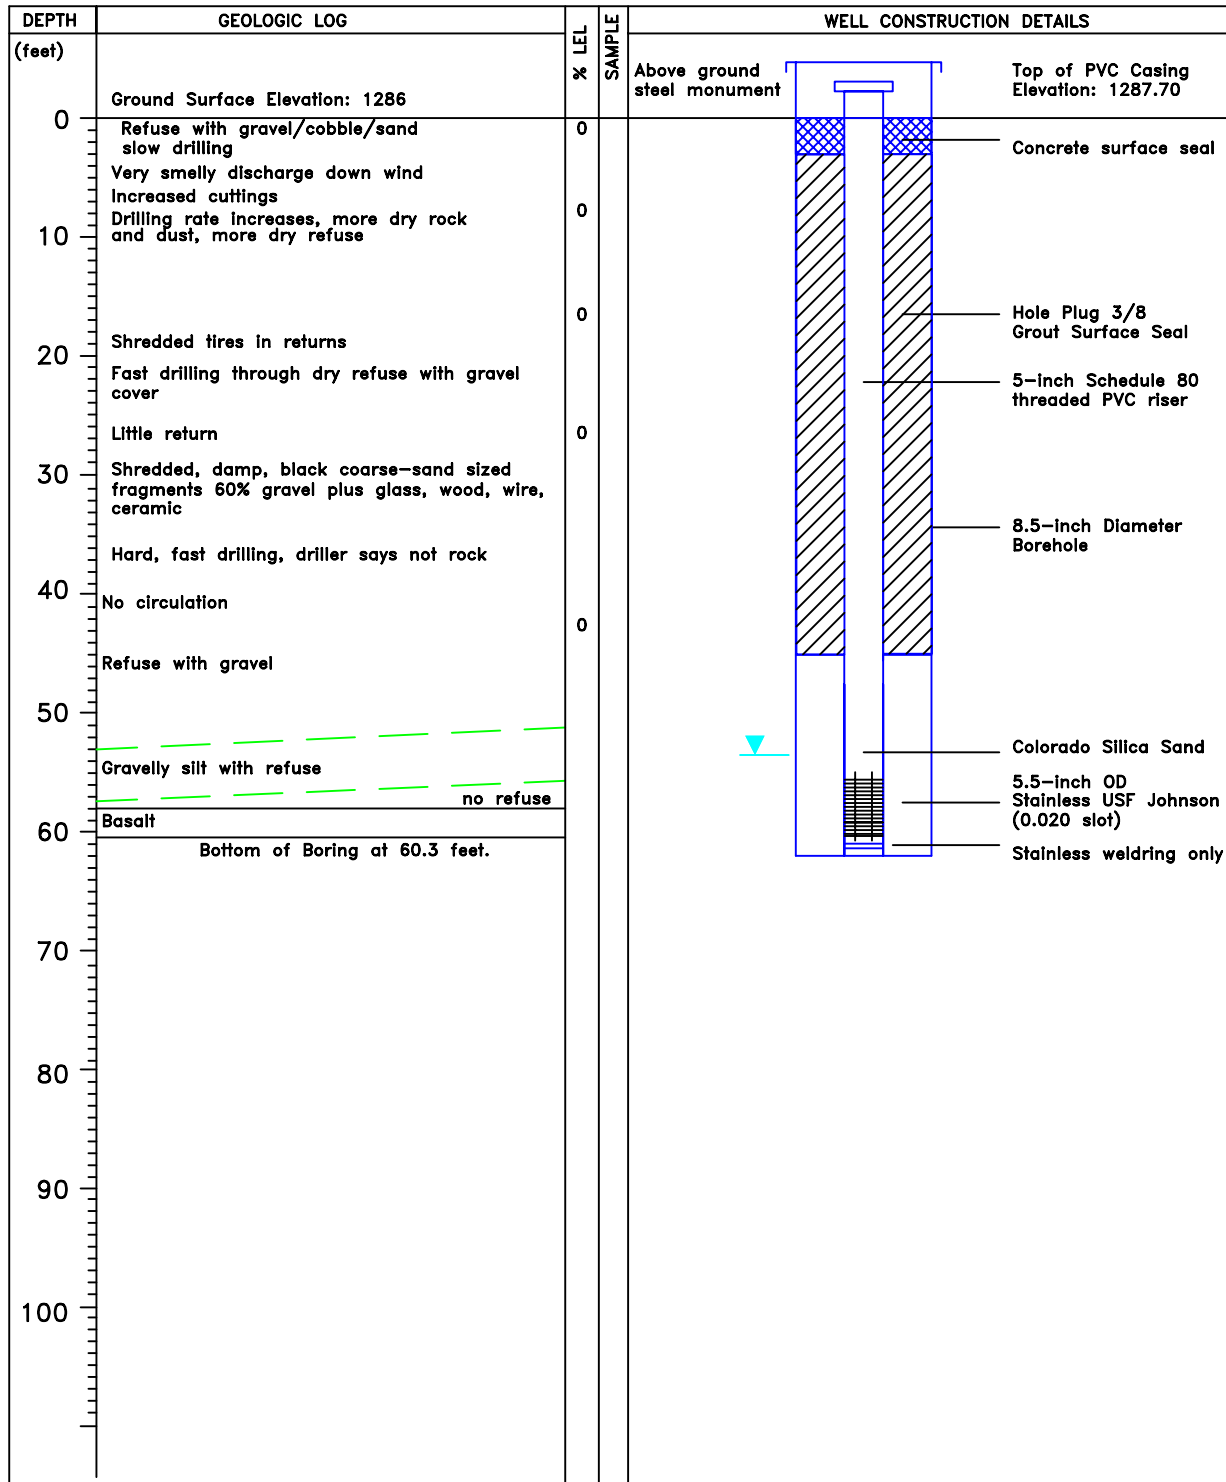 DEPTH
(feet)
GEOLOGIC LOG
% LEL
SAMPLE
WELL CONSTRUCTION DETAILS
Ground Surface Elevation: 1286
Above ground
steel monument
Top of PVC Casing
Elevation: 1287.70
0
Refuse with gravel/cobble/sand
slow drilling
0
Concrete surface seal
Very smelly discharge down wind
Increased cuttings
Drilling rate increases, more dry rock
and dust, more dry refuse
0
10
0
Hole Plug 3/8
Grout Surface Seal
Shredded tires in returns
20
Fast drilling through dry refuse with gravel
cover
5-inch Schedule 80
threaded PVC riser
Little return
0
30
Shredded, damp, black coarse-sand sized
fragments 60% gravel plus glass, wood, wire,
ceramic
8.5-inch Diameter
Borehole
Hard, fast drilling, driller says not rock
40
No circulation
0
Refuse with gravel
50
Colorado Silica Sand
Gravelly silt with refuse
5.5-inch OD
Stainless USF Johnson
(0.020 slot)
no refuse
Basalt
60
Bottom of Boring at 60.3 feet.
Stainless weldring only
70
80
90
100